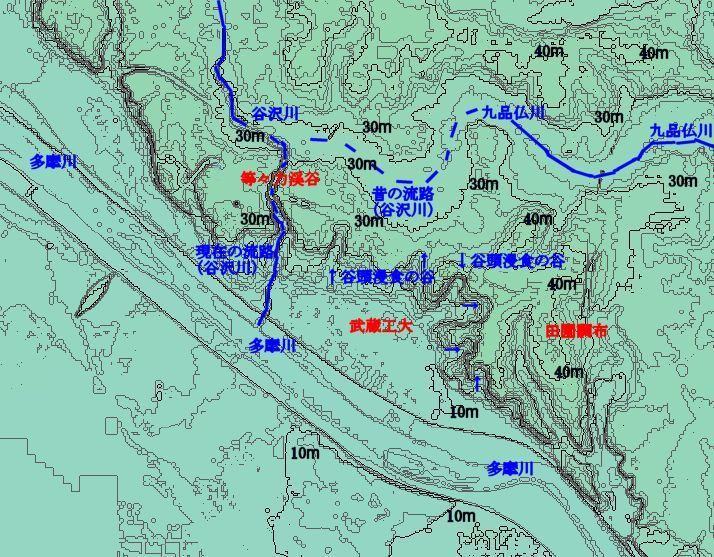 40m
40m
谷沢川
九品仏川
30m
30m
30m
九品仏川
多摩川
30m
等々力渓谷
30m
30m
昔の流路
(谷沢川)
30m
30m
40m
現在の流路
(谷沢川)
↑谷頭浸食の谷
↑
↓谷頭浸食の谷
40m
→
武蔵工大
田園調布
多摩川
→
40m
↑
10m
10m
多摩川
10m